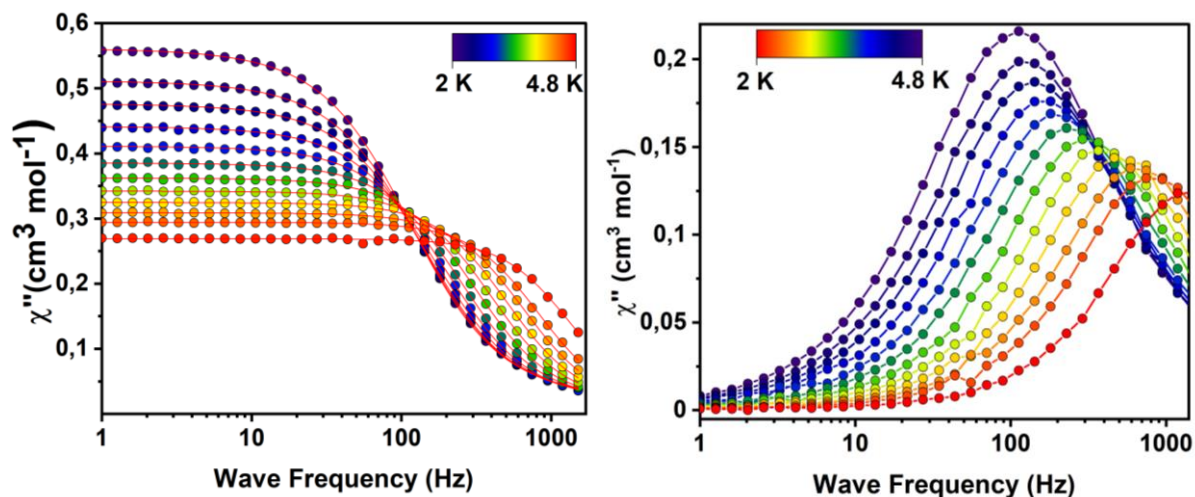 0,6
0,5
0,4
0,3
0,2
0,1
χ"(cm³ mol⁻¹)
2 K 4.8 K
1 10 100 1000
Wave Frequency (Hz)
0,2
0,15
0,1
0,05
0
χ" (cm³ mol⁻¹)
2 K 4.8 K
1 10 100 1000
Wave Frequency (Hz)